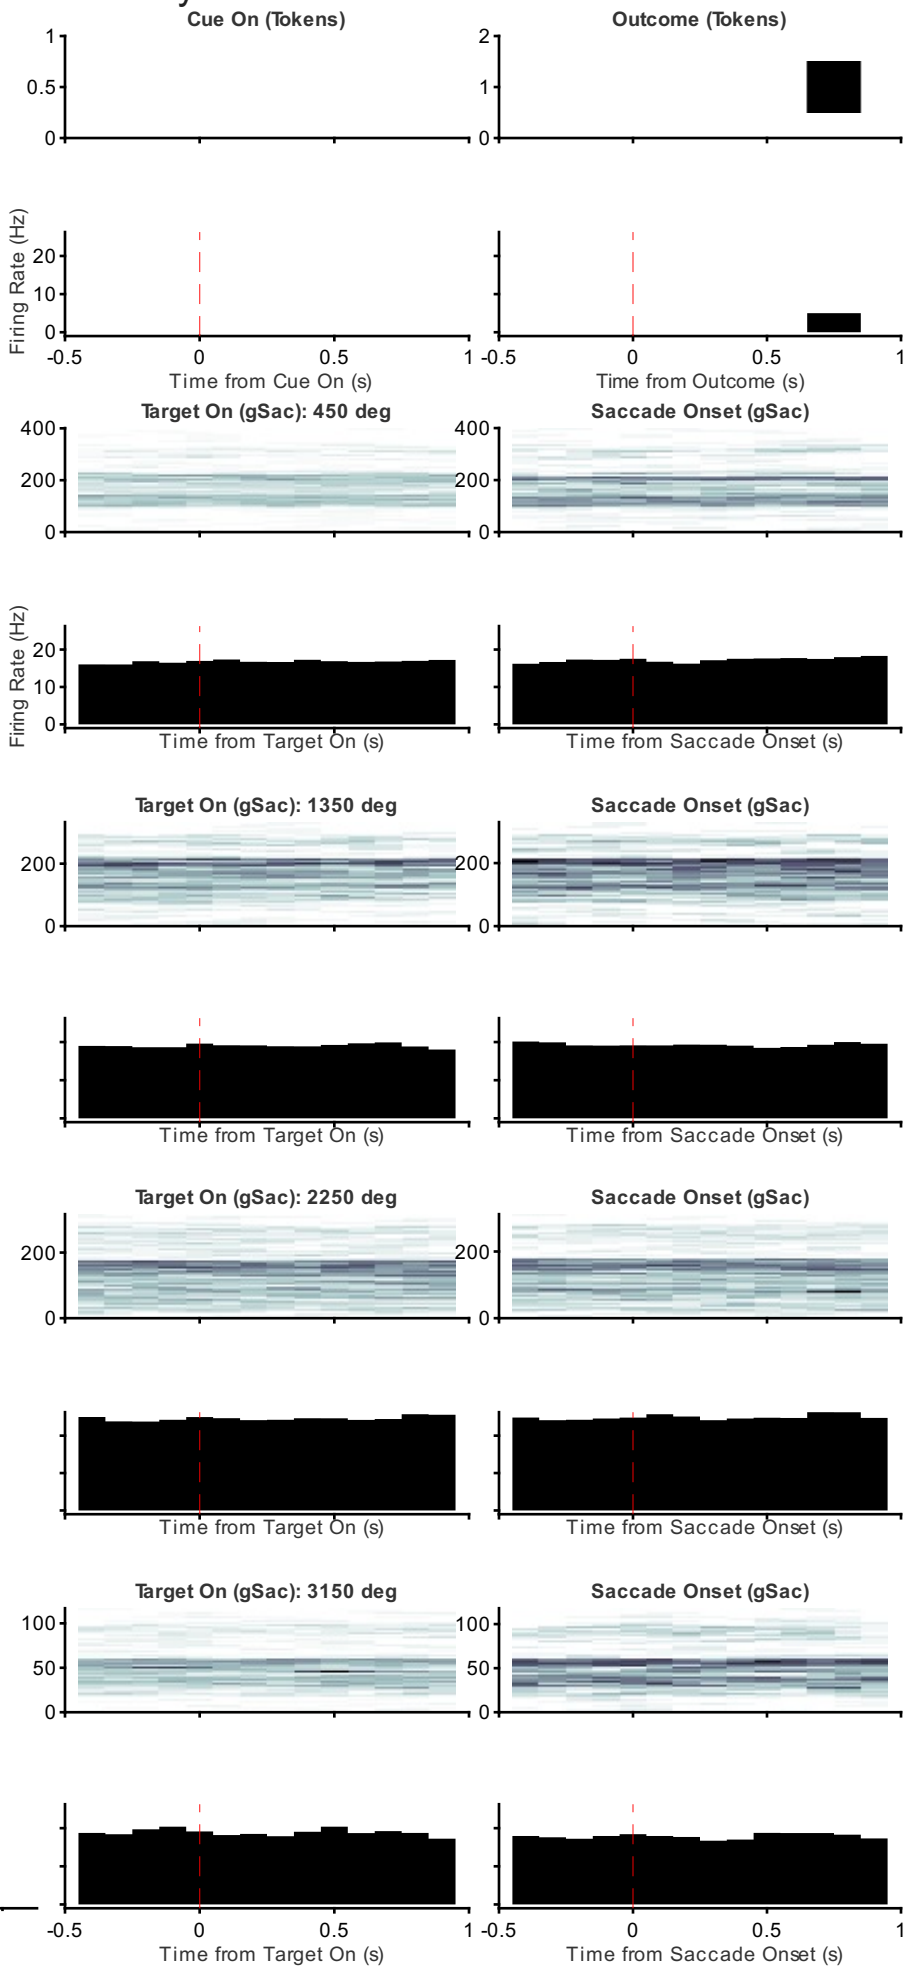 Cue On (Tokens)
Outcome (Tokens)
1
0.5
0
2
1
0
Firing Rate (Hz)
20
10
0
-0.5 0 0.5 1
-0.5 0 0.5 1
Time from Cue On (s)
Time from Outcome (s)
Target On (gSac): 450 deg
Saccade Onset (gSac)
400
200
0
400
200
0
Firing Rate (Hz)
20
10
0
Time from Target On (s)
Time from Saccade Onset (s)
Target On (gSac): 1350 deg
Saccade Onset (gSac)
200
0
200
0
Time from Target On (s)
Time from Saccade Onset (s)
Target On (gSac): 2250 deg
Saccade Onset (gSac)
200
0
200
0
Time from Target On (s)
Time from Saccade Onset (s)
Target On (gSac): 3150 deg
Saccade Onset (gSac)
100
50
0
100
50
0
-0.5 0 0.5 1
-0.5 0 0.5 1
Time from Target On (s)
Time from Saccade Onset (s)